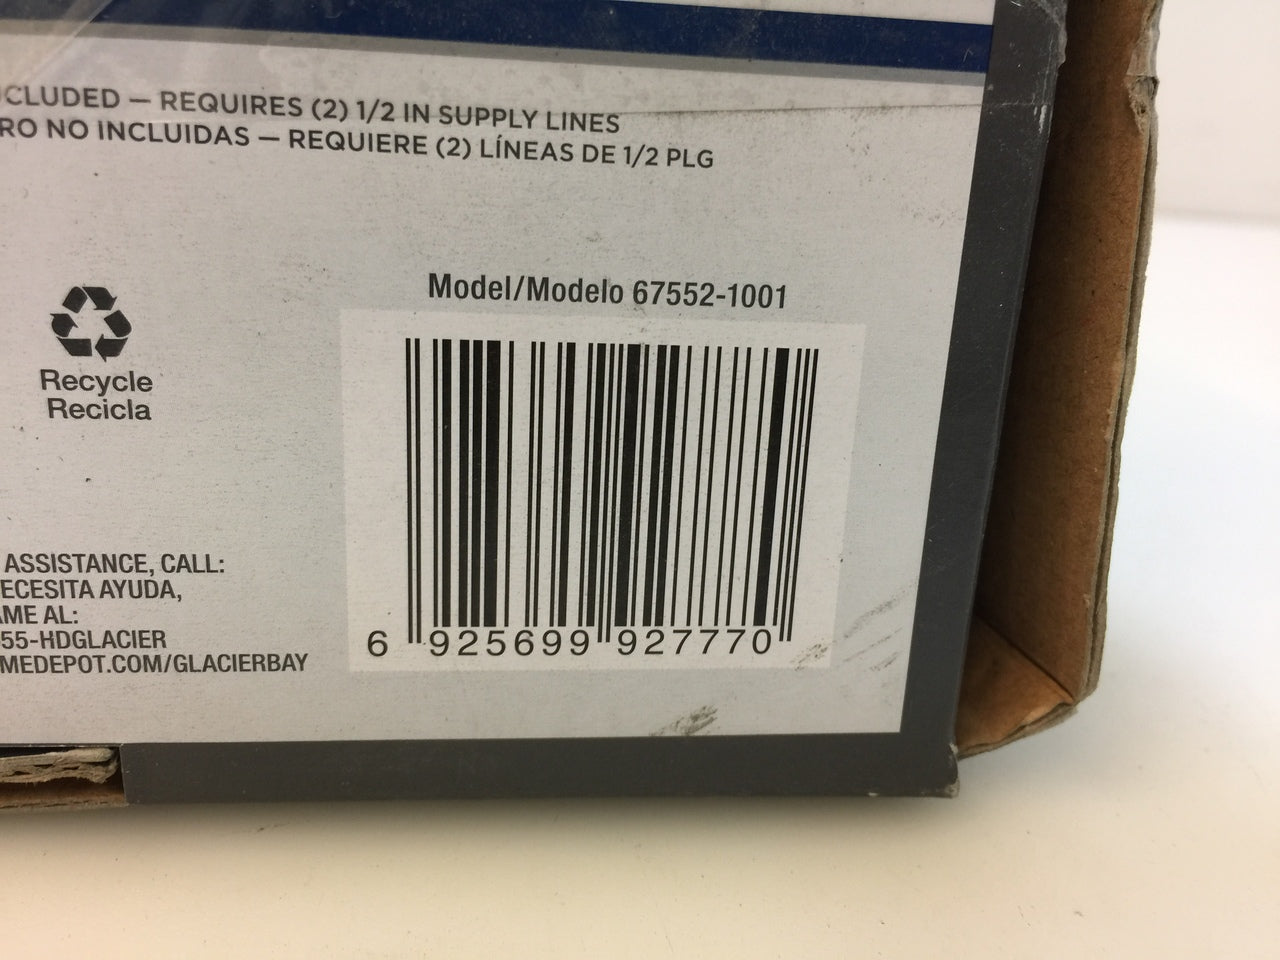 CLUDED — REQUIRES (2) 1/2 IN SUPPLY LINES
RO NO INCLUIDAS — REQUIERE (2) LÍNEAS DE 1/2 PLG
Model/Modelo 67552-1001
Recycle
Recicla
6 925699 927770
ASSISTANCE, CALL:
ECESITA AYUDA,
AME AL:
55-HDGLACIER
MEDEPOT.COM/GLACIERBAY